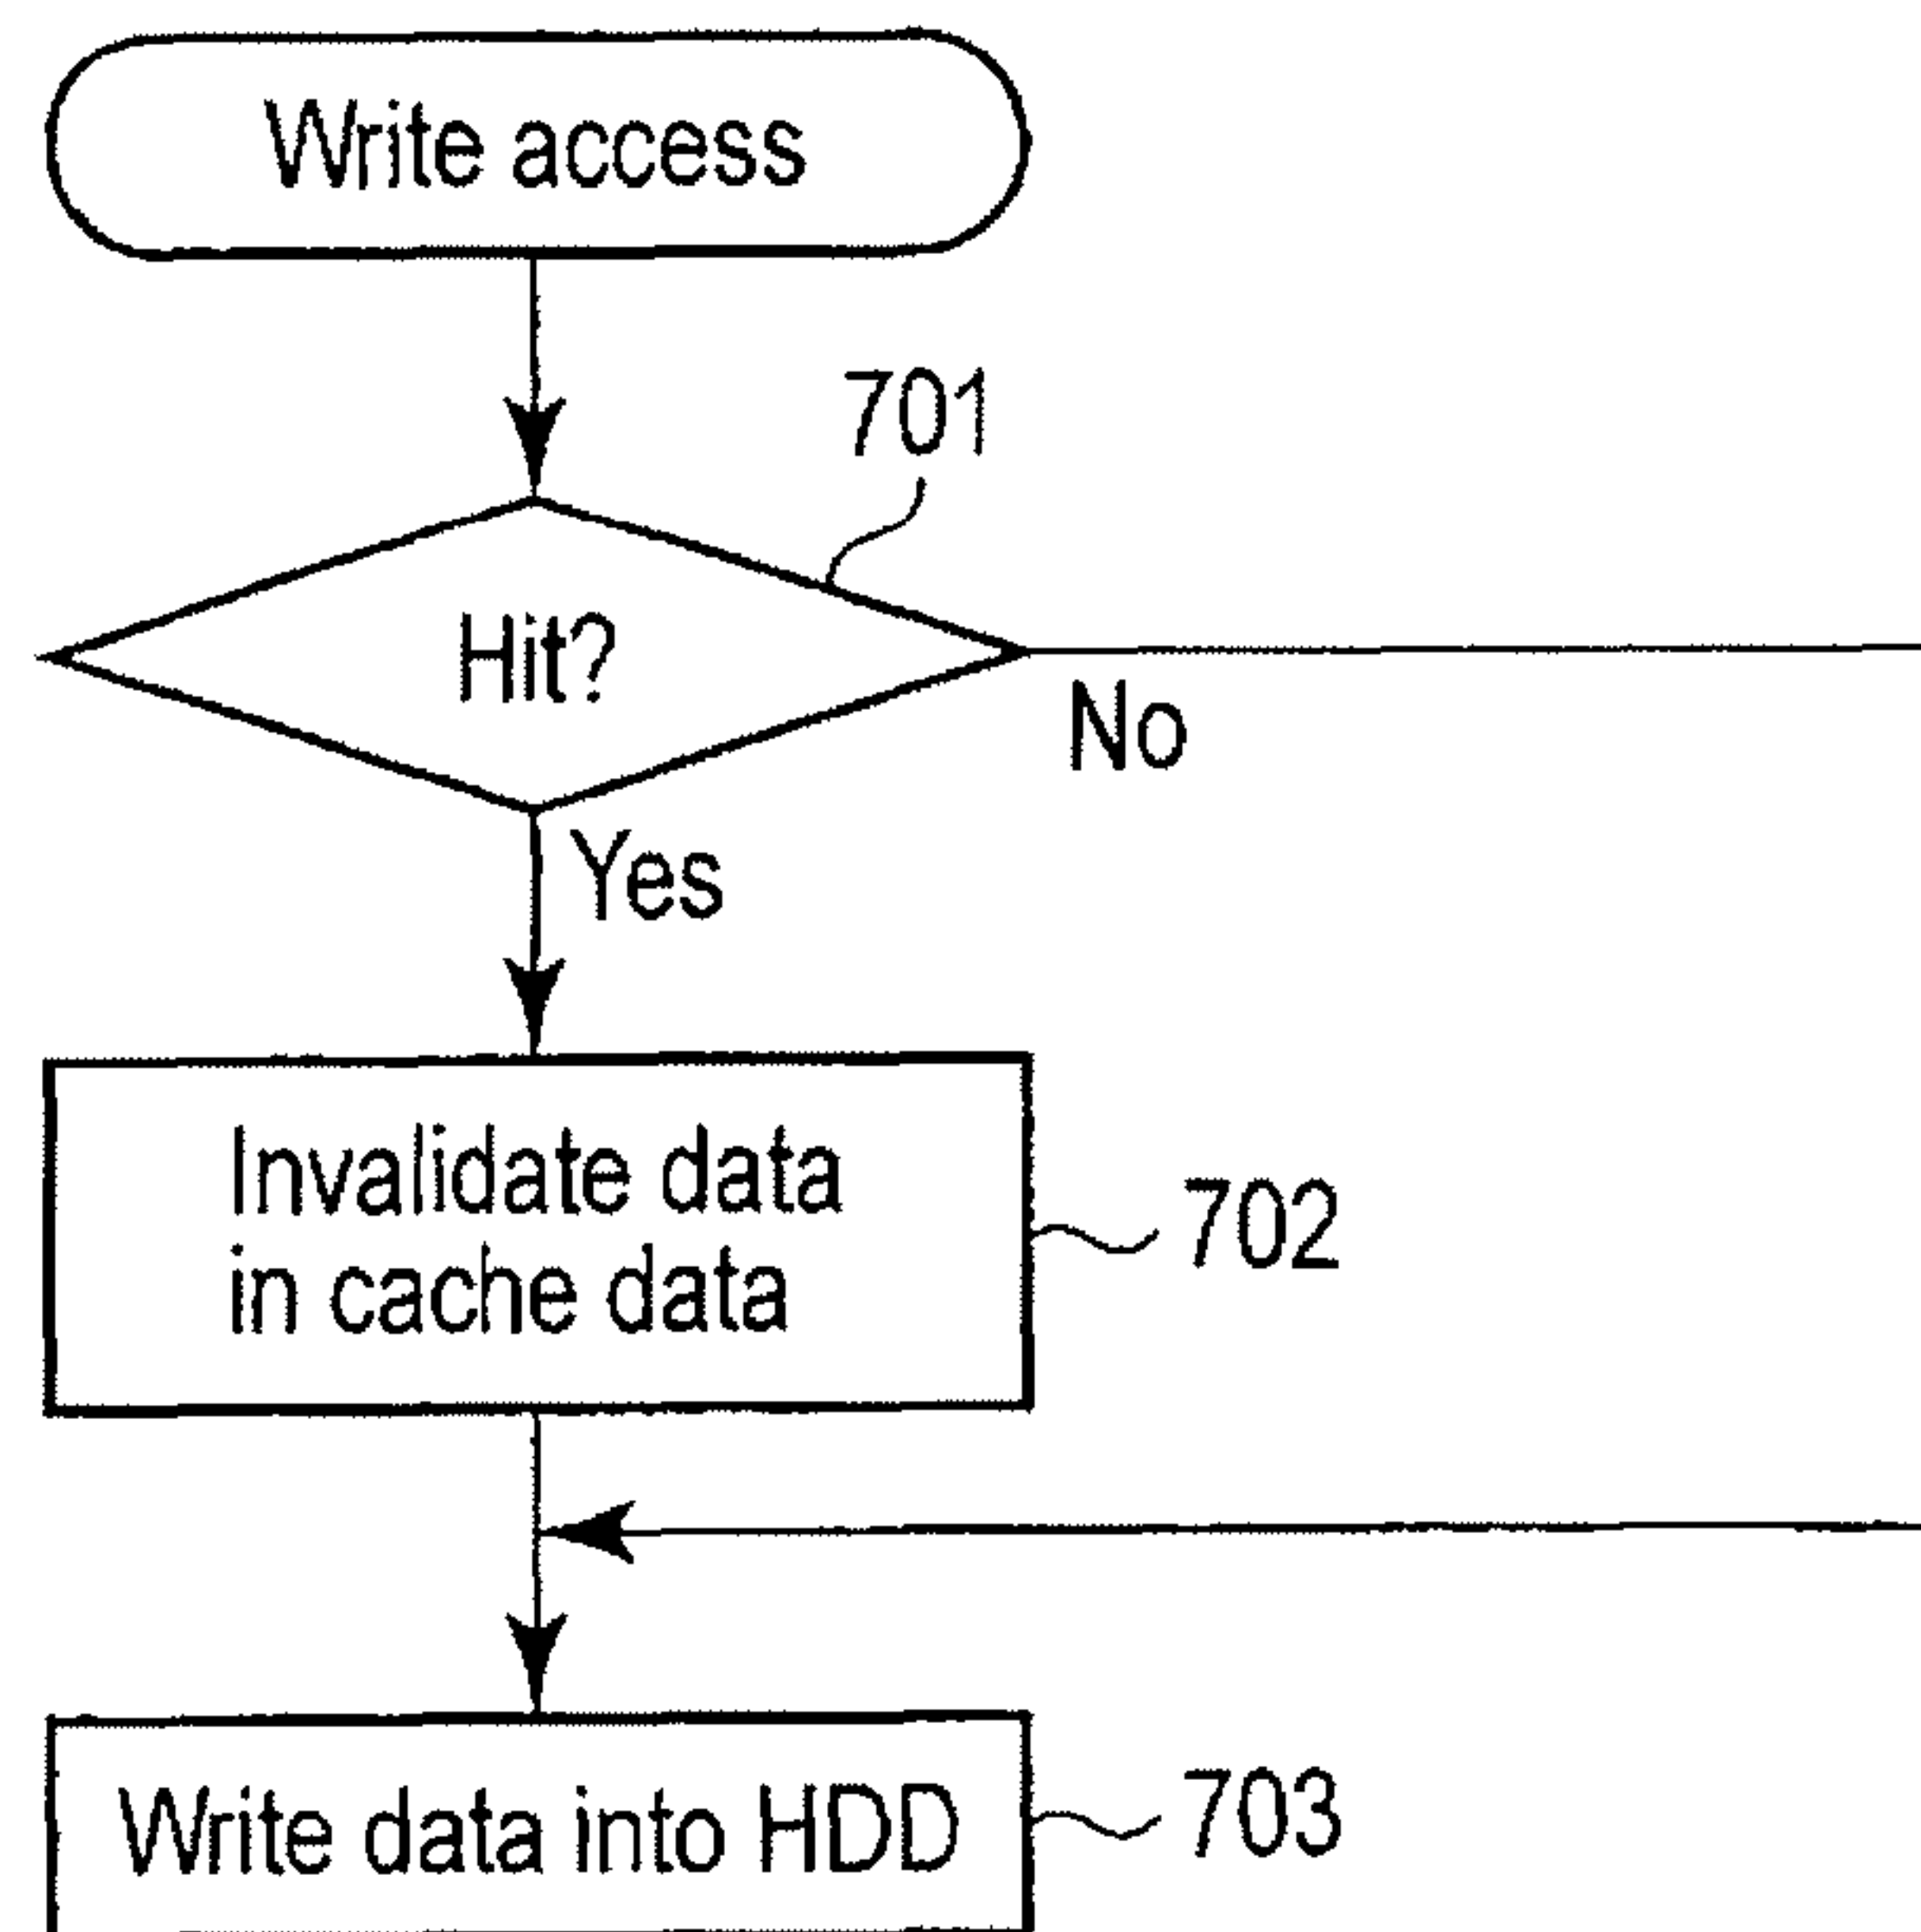 Write access
701
Hit?
No
Yes
Invalidate data
in cache data
702
Write data into HDD
703